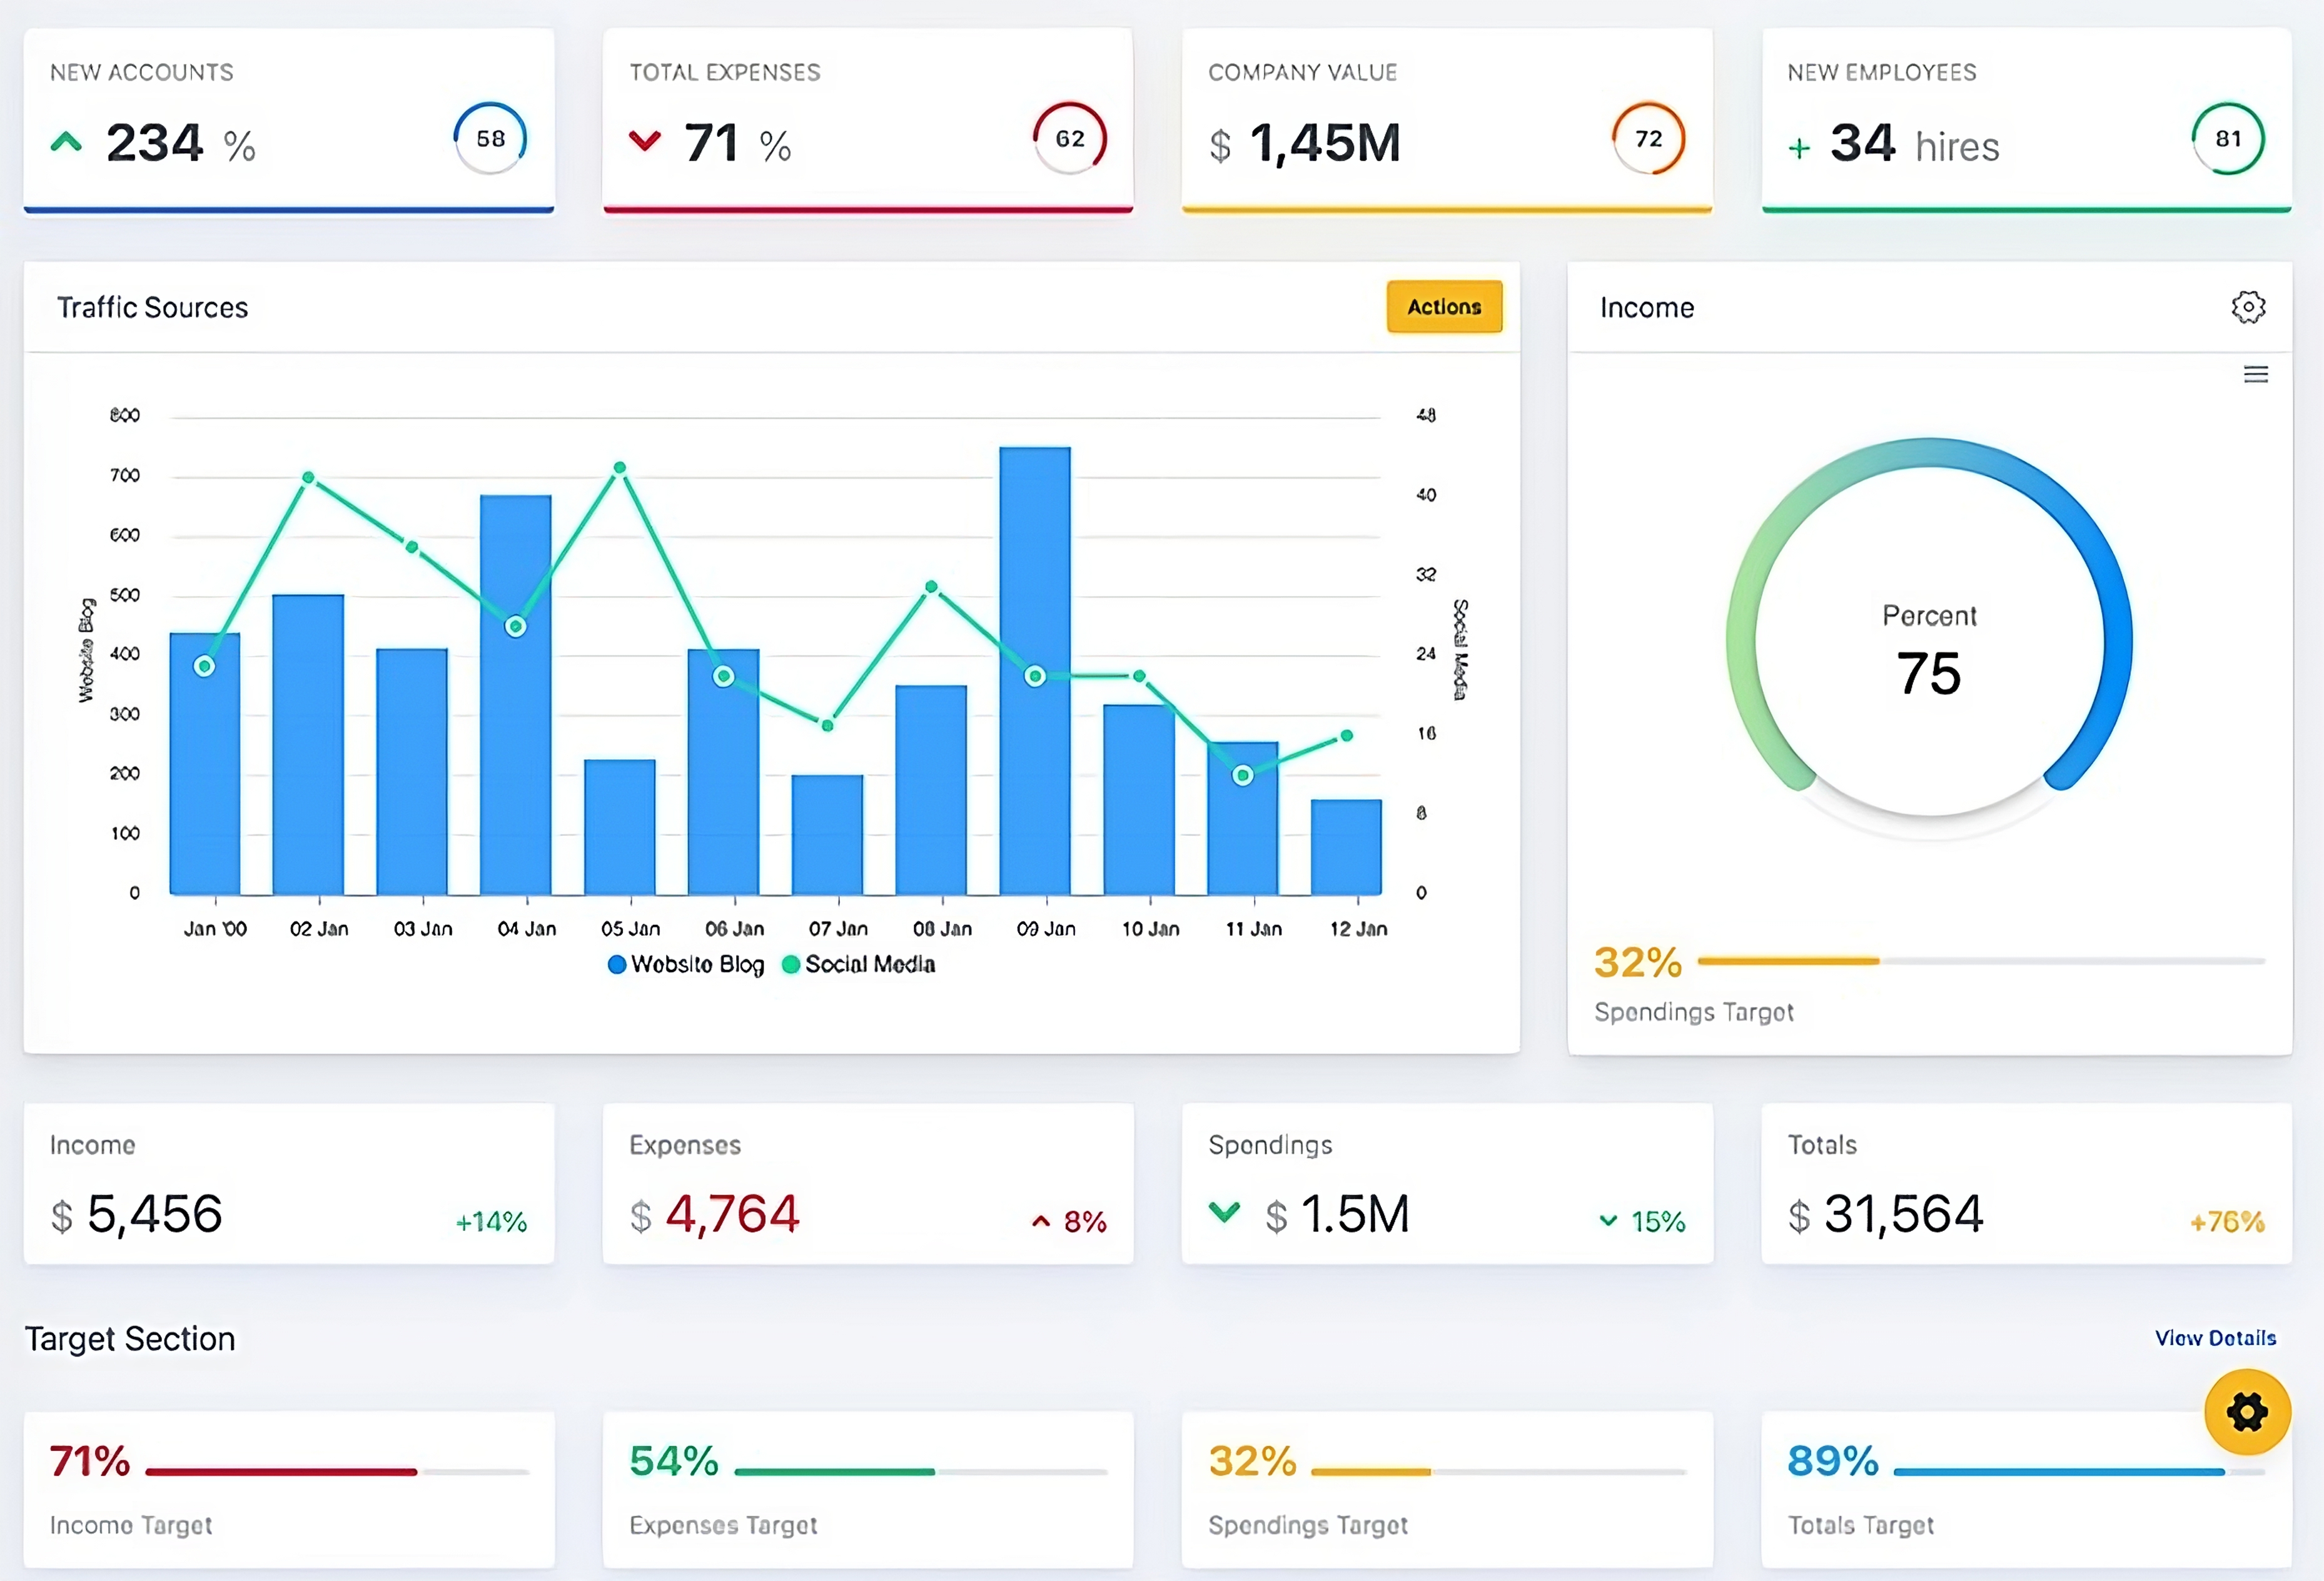 NEW ACCOUNTS
234 %
58
TOTAL EXPENSES
71 %
62
COMPANY VALUE
$ 1,45M
72
NEW EMPLOYEES
+ 34 hires
81
Traffic Sources
Actions
800
700
600
500
400
300
200
100
0
Website Blog
48
40
32
24
16
8
0
Social Media
Jan '00
02 Jan
03 Jan
04 Jan
05 Jan
06 Jan
07 Jan
08 Jan
09 Jan
10 Jan
11 Jan
12 Jan
Website Blog
Social Media
Income
Percent
75
32%
Spendings Target
Income
$ 5,456
+14%
Expenses
$ 4,764
8%
Spendings
$ 1.5M
15%
Totals
$ 31,564
+76%
Target Section
View Details
71%
Income Target
54%
Expenses Target
32%
Spendings Target
89%
Totals Target